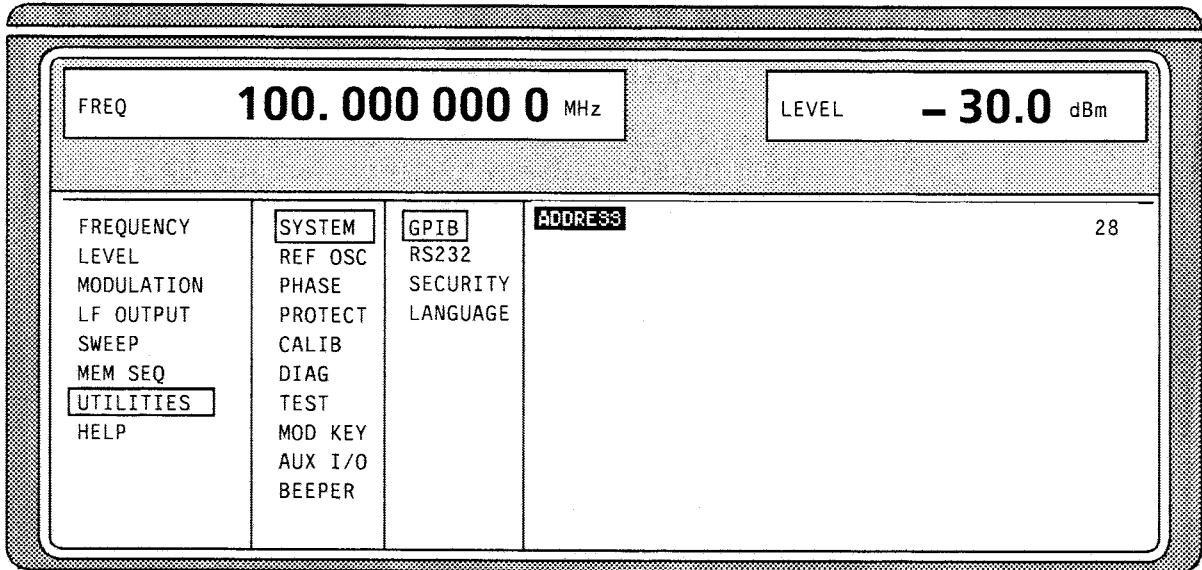 FREQ 100. 000 000 0 MHz
LEVEL – 30.0 dBm
FREQUENCY
LEVEL
MODULATION
LF OUTPUT
SWEEP
MEM SEQ
UTILITIES
HELP
SYSTEM
REF OSC
PHASE
PROTECT
CALIB
DIAG
TEST
MOD KEY
AUX I/O
BEEPER
GPIB
RS232
SECURITY
LANGUAGE
ADDRESS 28